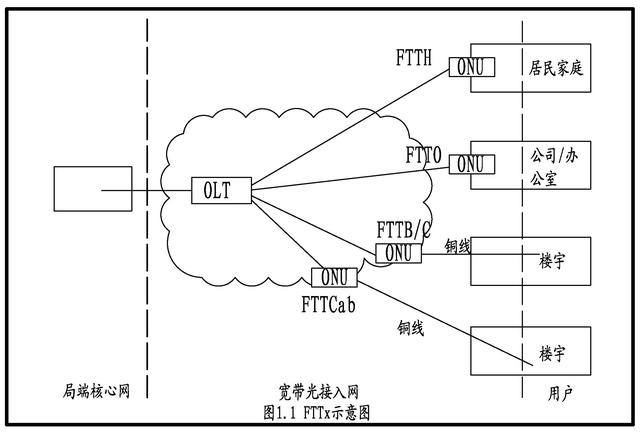 FTTH
ONU
居民家庭
FTTO
ONU
公司/办
公室
OLT
FTTB/C
ONU
铜线
楼宇
ONU
FTTCab
铜线
楼宇
局端核心网
宽带光接入网
用户
图1.1 FTTx示意图